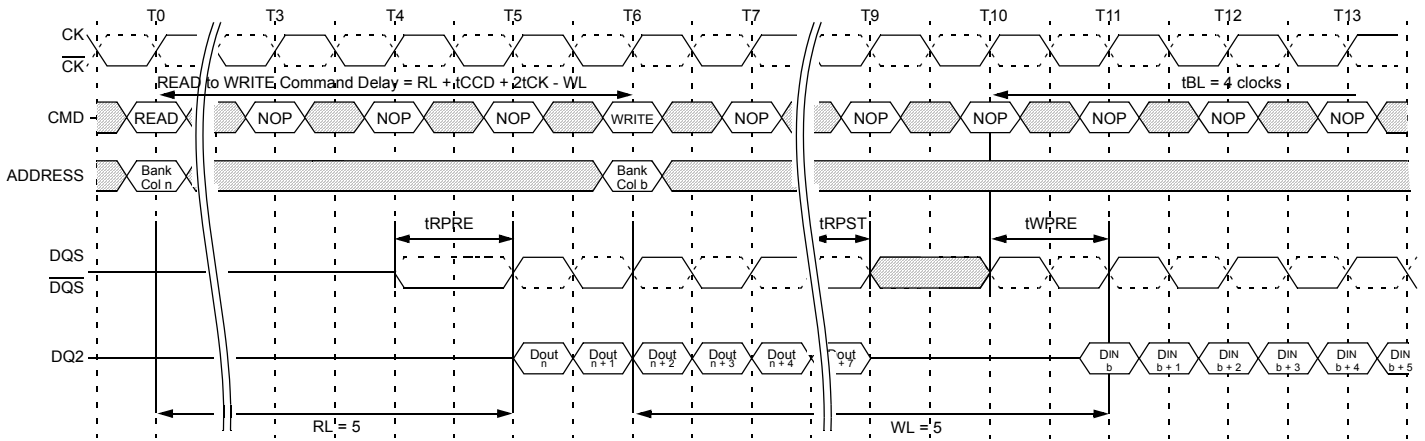 T0 T3 T4 T5 T6 T7 T9 T10 T11 T12 T13
CK
CK
READ to WRITE Command Delay = RL + tCCD + 2tCK - WL
tBL = 4 clocks
CMD READ NOP NOP NOP WRITE NOP NOP NOP NOP NOP NOP
ADDRESS
Bank Bank
Col n Col b
tRPRE tRPST tWPRE
DQS
DQS
DQ2
Dout Dout Dout Dout Dout DIN DIN DIN DIN DIN DIN
n n + 1 n + 2 n + 3 n + 4 + 7 b b + 1 b + 2 b + 3 b + 4 b + 5
RL = 5 WL = 5